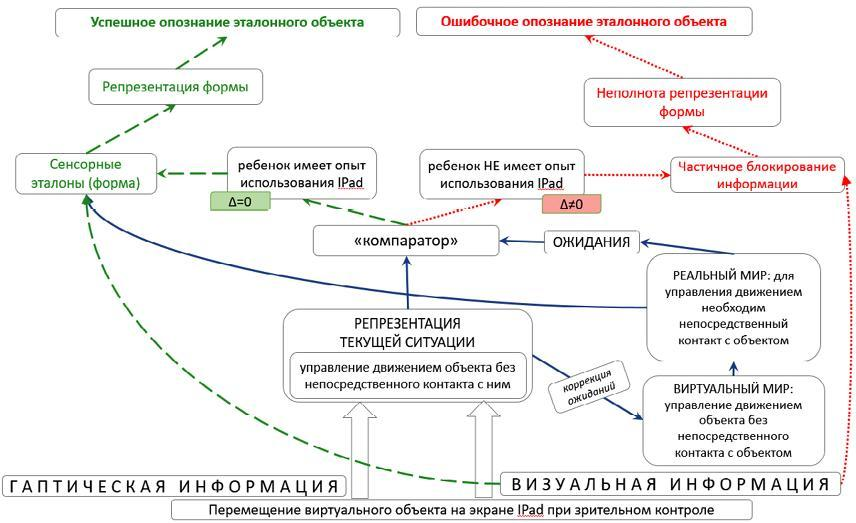 Успешное опознание эталонного объекта
Ошибочное опознание эталонного объекта
Репрезентация формы
Неполнота репрезентации
формы
Сенсорные
эталоны (форма)
ребенок имеет опыт
использования IPad
Δ=0
ребенок НЕ имеет опыт
использования IPad
Δ≠0
Частичное блокирование
информации
«компаратор»
ОЖИДАНИЯ
РЕАЛЬНЫЙ МИР: для
управления движением
необходим
непосредственный
контакт с объектом
РЕПРЕЗЕНТАЦИЯ
ТЕКУЩЕЙ СИТУАЦИИ
управление движением объекта без
непосредственного контакта с ним
коррекция
ожиданий
ВИРТУАЛЬНЫЙ МИР:
управление движением
объекта без
непосредственного
контакта с объектом
ГАПТИЧЕСКАЯ ИНФОРМАЦИЯ
ВИЗУАЛЬНАЯ ИНФОРМАЦИЯ
Перемещение виртуального объекта на экране IPad при зрительном контроле